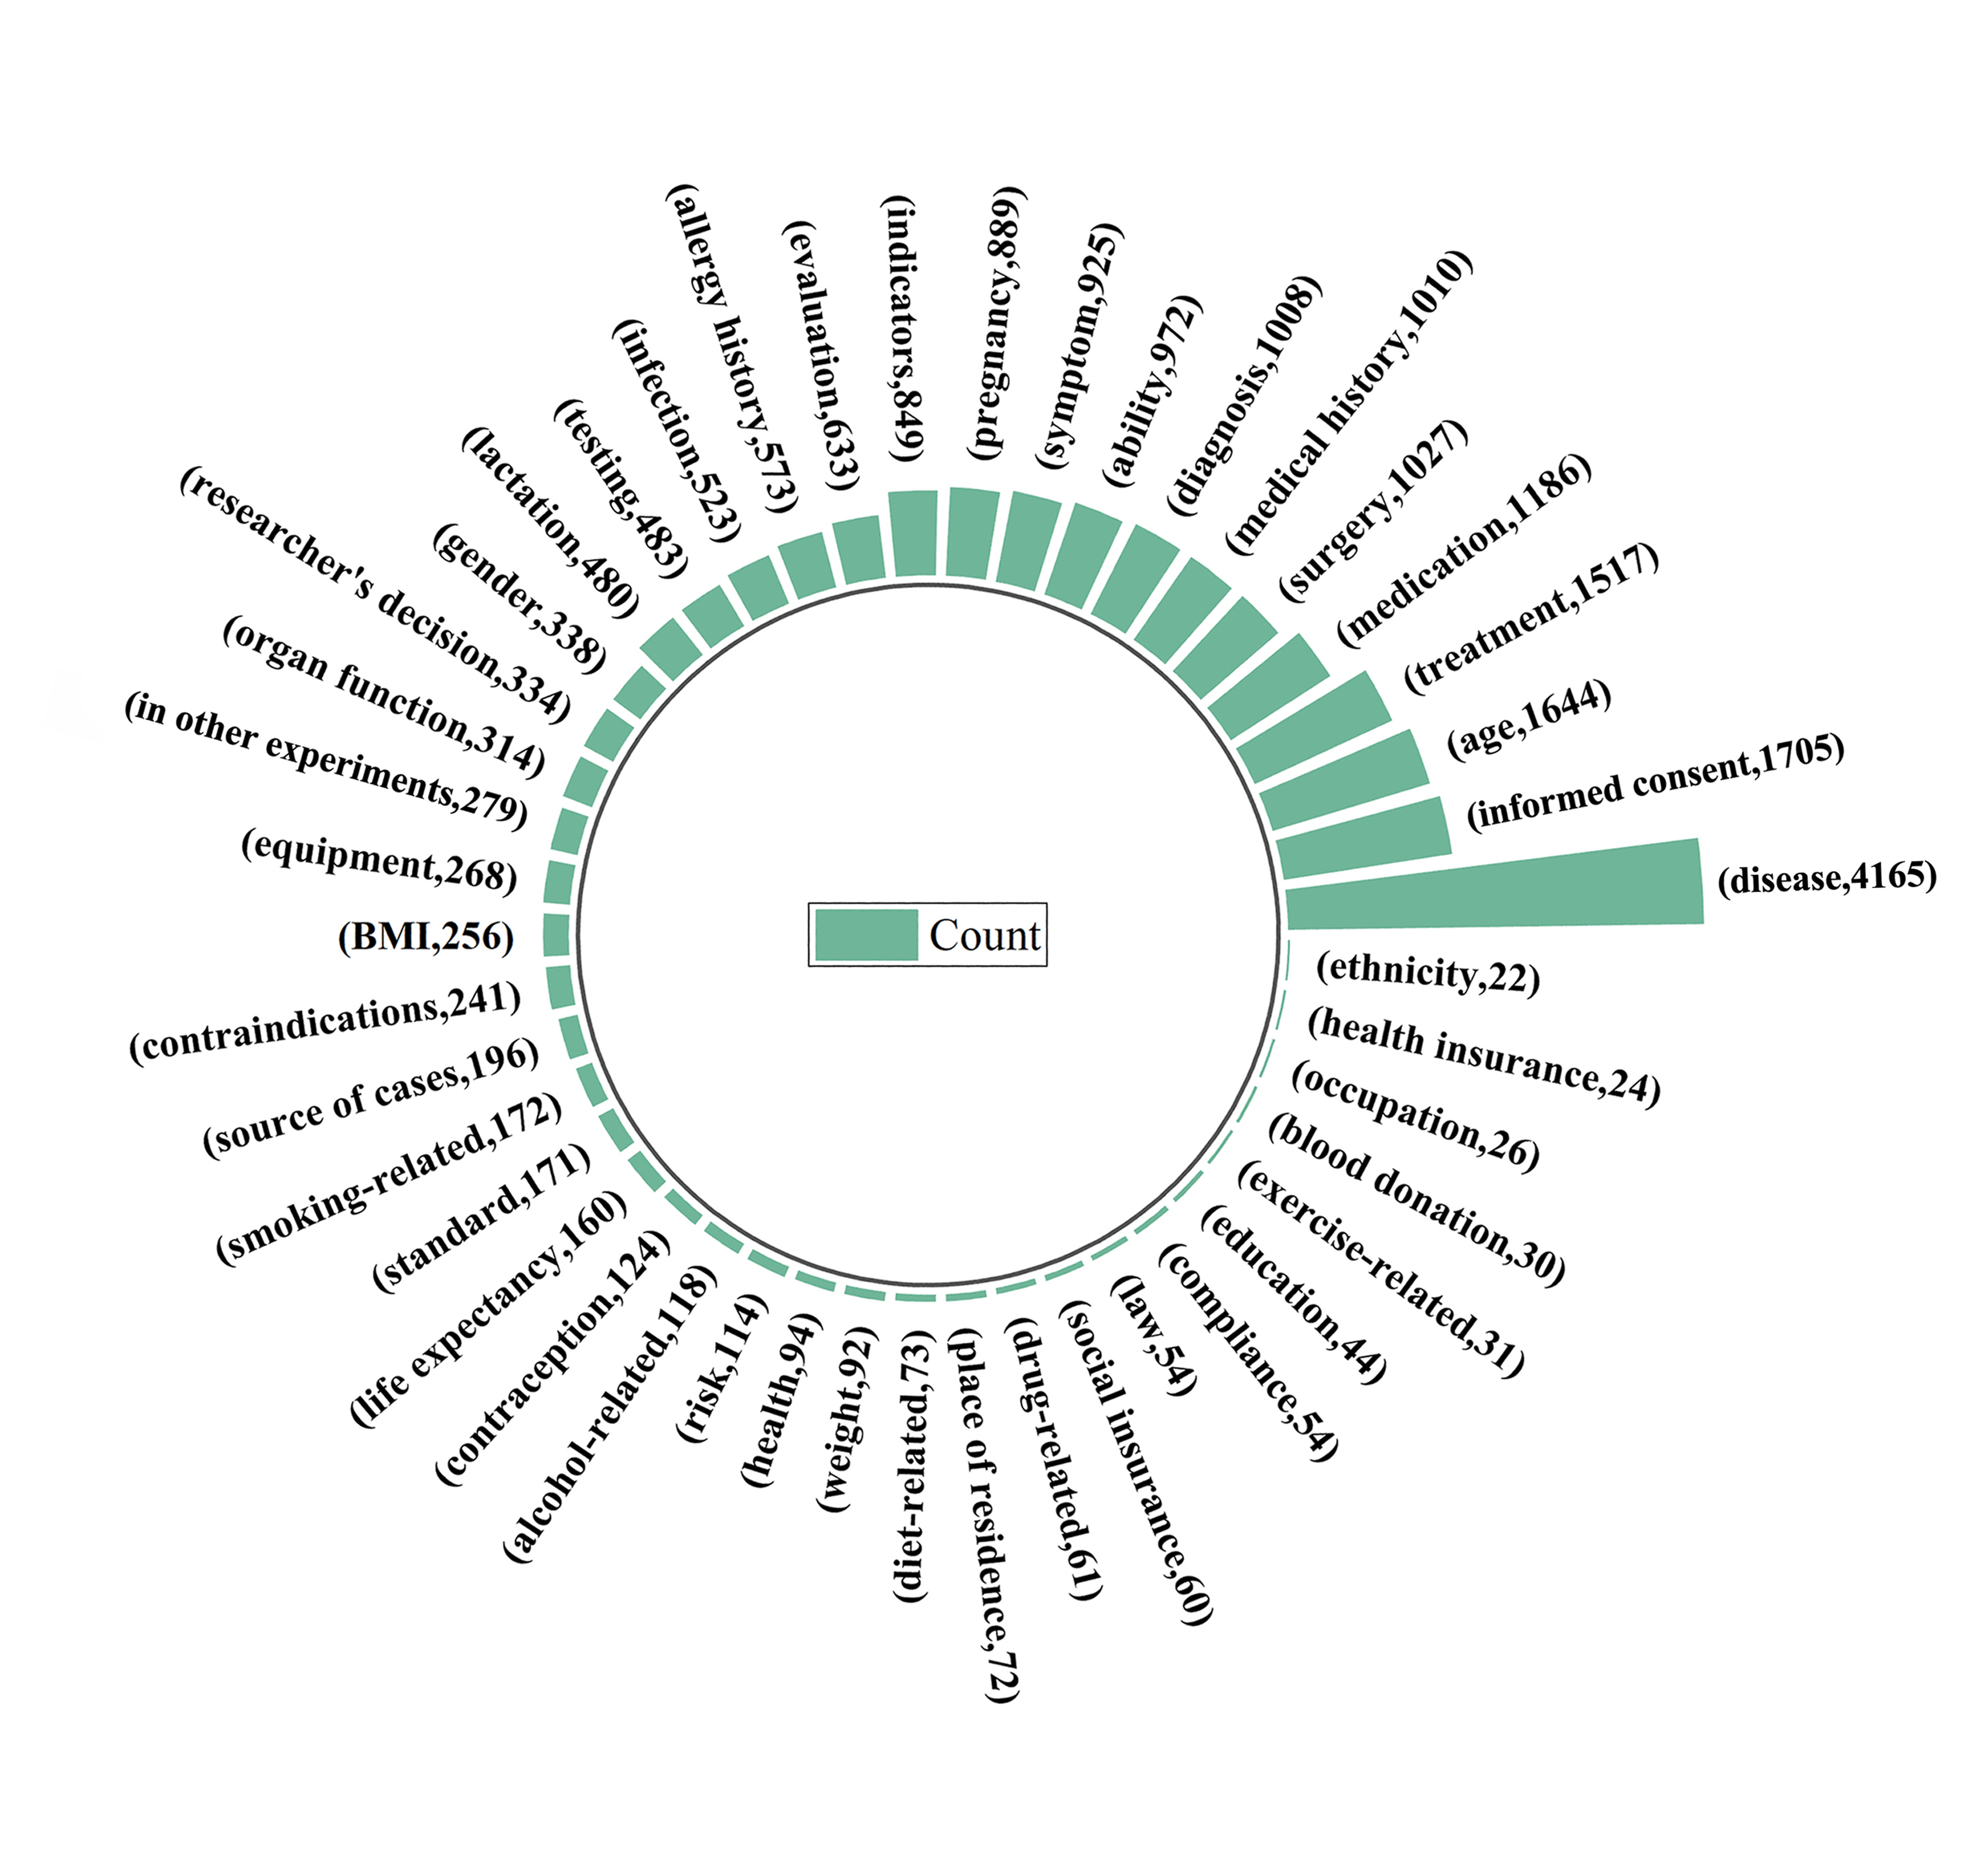 (disease,4165)
(informed consent,1705)
(age,1644)
(treatment,1517)
(medication,1186)
(surgery,1027)
(medical history,1010)
(diagnosis,1008)
(ability,972)
(symptom,925)
(pregnancy,889)
(indicators,849)
(evaluation,633)
(allergy history,573)
(infection,523)
(testing,483)
(lactation,480)
(gender,338)
(researcher's decision,334)
(organ function,314)
(in other experiments,279)
(equipment,268)
(BMI,256)
(contraindications,241)
(source of cases,196)
(smoking-related,172)
(standard,171)
(life expectancy,160)
(contraception,124)
(alcohol-related,118)
(risk,114)
(health,94)
(weight,92)
(diet-related,73)
(place of residence,72)
(drug-related,61)
(social insurance,60)
(law,54)
(compliance,54)
(education,44)
(exercise-related,31)
(blood donation,30)
(occupation,26)
(health insurance,24)
(ethnicity,22)
Count